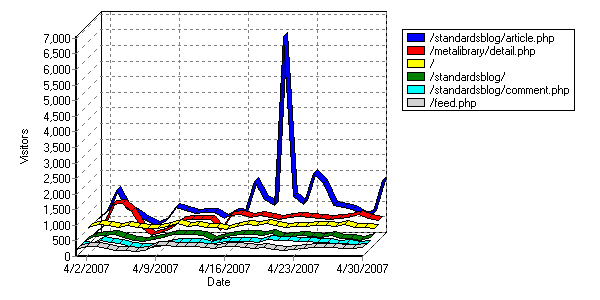 7,000
6,500
6,000
5,500
5,000
4,500
4,000
3,500
3,000
2,500
2,000
1,500
1,000
500
0
Visitors
4/2/2007 4/9/2007 4/16/2007 4/23/2007 4/30/2007
Date
/standardsblog/article.php
/metalibrary/detail.php
/
/standardsblog/
/standardsblog/comment.php
/feed.php